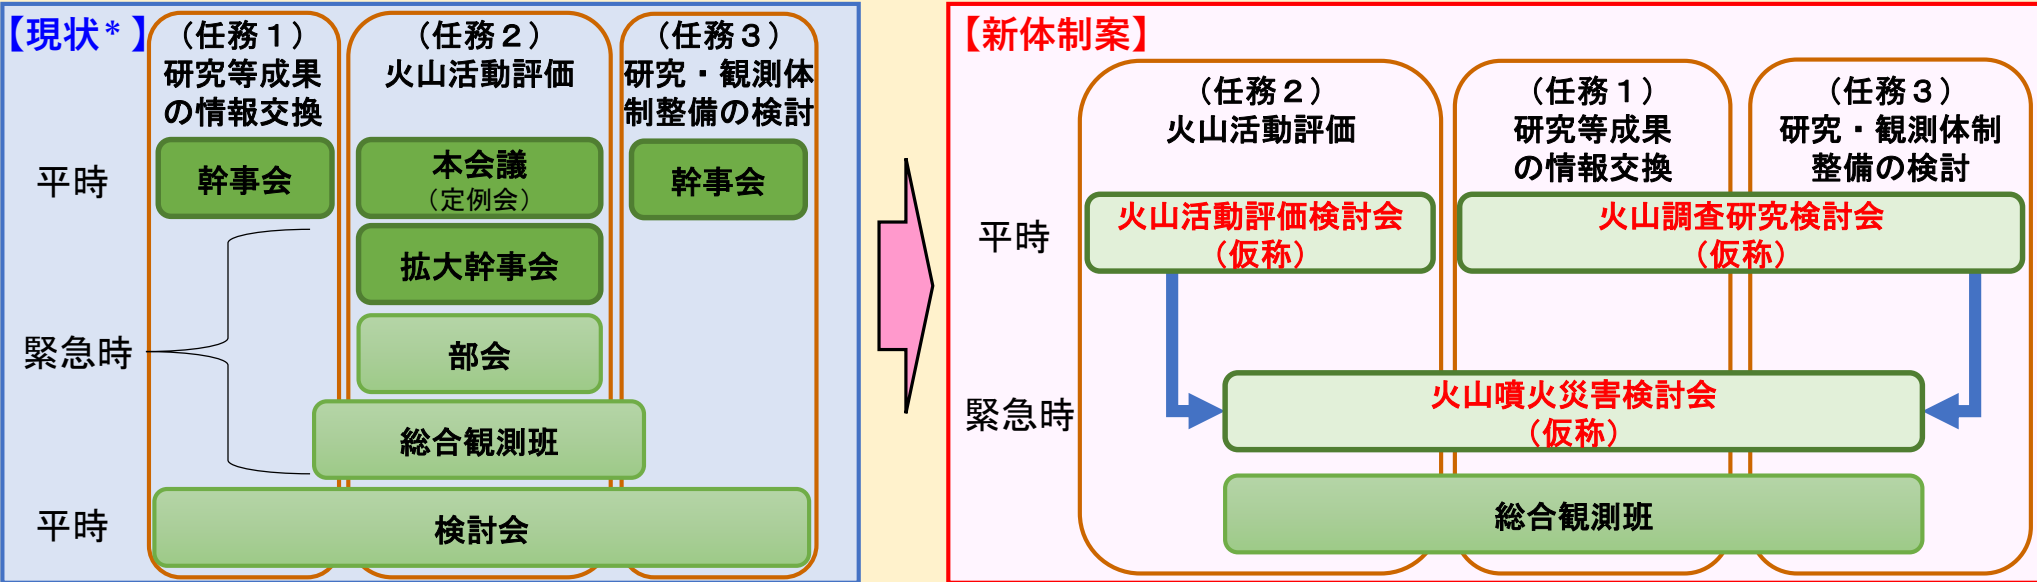 【現状*】
（任務１）
研究等成果
の情報交換
（任務２）
火山活動評価
（任務３）
研究・観測体
制整備の検討
平時
幹事会
本会議
（定例会）
幹事会
緊急時
拡大幹事会
部会
総合観測班
平時
検討会
【新体制案】
（任務２）
火山活動評価
（任務１）
研究等成果
の情報交換
（任務３）
研究・観測体制
整備の検討
平時
火山活動評価検討会
（仮称）
火山調査研究検討会
（仮称）
緊急時
火山噴火災害検討会
（仮称）
総合観測班